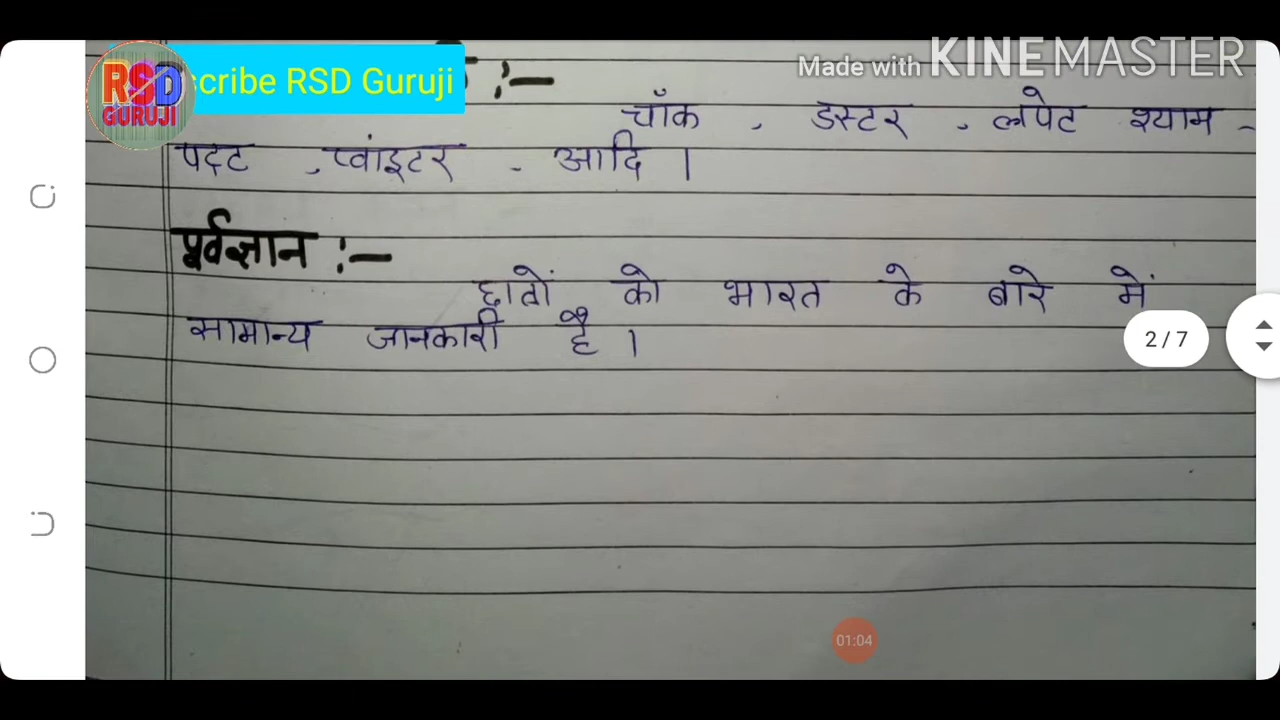 scribe RSD Guruji
RSD
GURUJI
Made with KINEMASTER
:-
चॉक , डस्टर , लपेट श्याम -
पट्ट , प्वांइटर , आदि ।
पूर्वज्ञान :-
छातों को भारत के बारे में
सामान्य जानकारी है ।
2 / 7
01:04